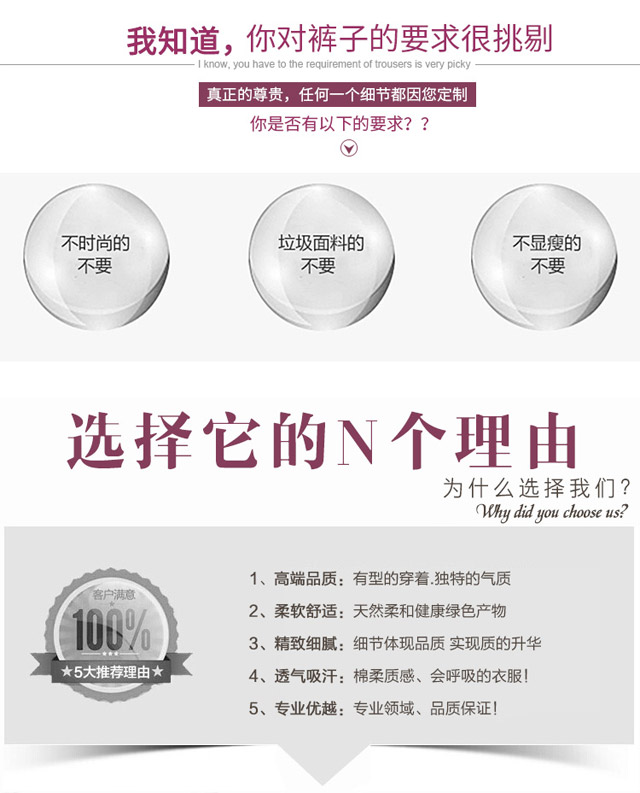 我知道，你对裤子的要求很挑剔
I know, you have to the requirement of trousers is very picky
真正的尊贵，任何一个细节都因您定制
你是否有以下的要求？？
不时尚的
不要
垃圾面料的
不要
不显瘦的
不要
选择它的N个理由
为什么选择我们?
Why did you choose us?
客户满意
100%
★5大推荐理由★
1、高端品质：有型的穿着.独特的气质
2、柔软舒适：天然柔和健康绿色产物
3、精致细腻：细节体现品质 实现质的升华
4、透气吸汗：棉柔质感、会呼吸的衣服！
5、专业优越：专业领域、品质保证！